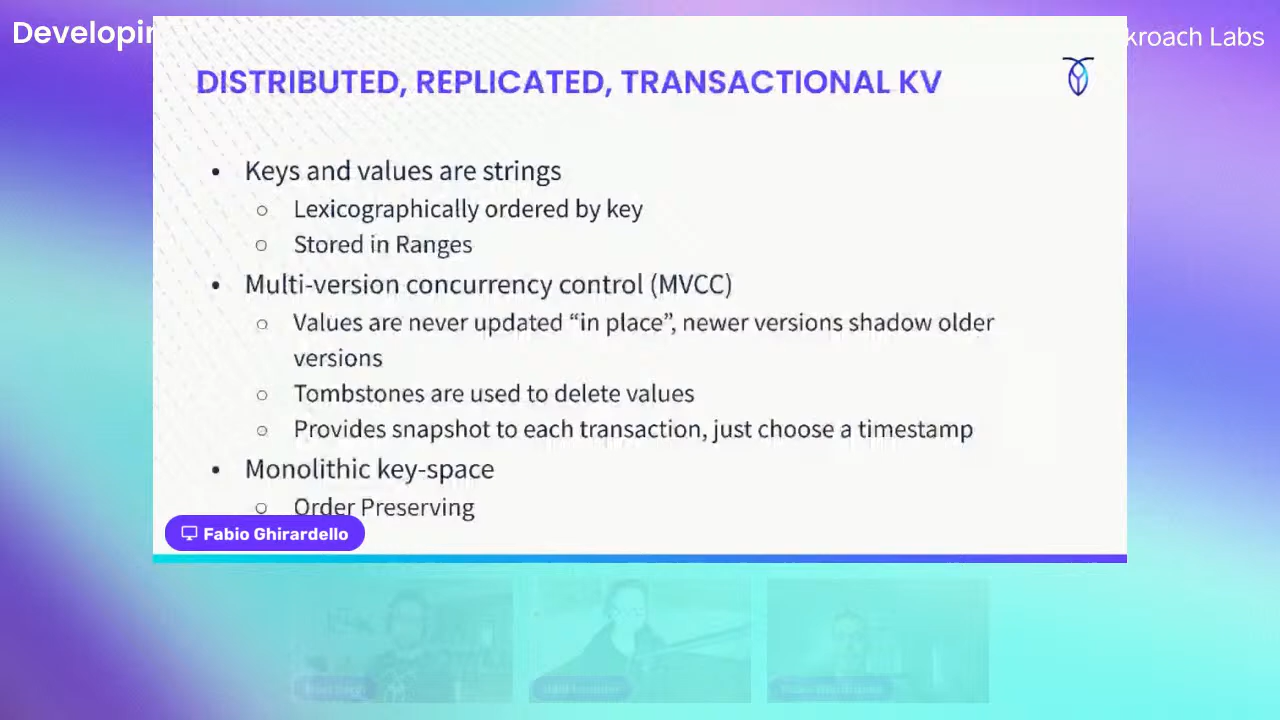 Developin
kroach Labs
DISTRIBUTED, REPLICATED, TRANSACTIONAL KV
• Keys and values are strings
○ Lexicographically ordered by key
○ Stored in Ranges
• Multi-version concurrency control (MVCC)
○ Values are never updated “in place”, newer versions shadow older
versions
○ Tombstones are used to delete values
○ Provides snapshot to each transaction, just choose a timestamp
• Monolithic key-space
○ Order Preserving
Fabio Ghirardello